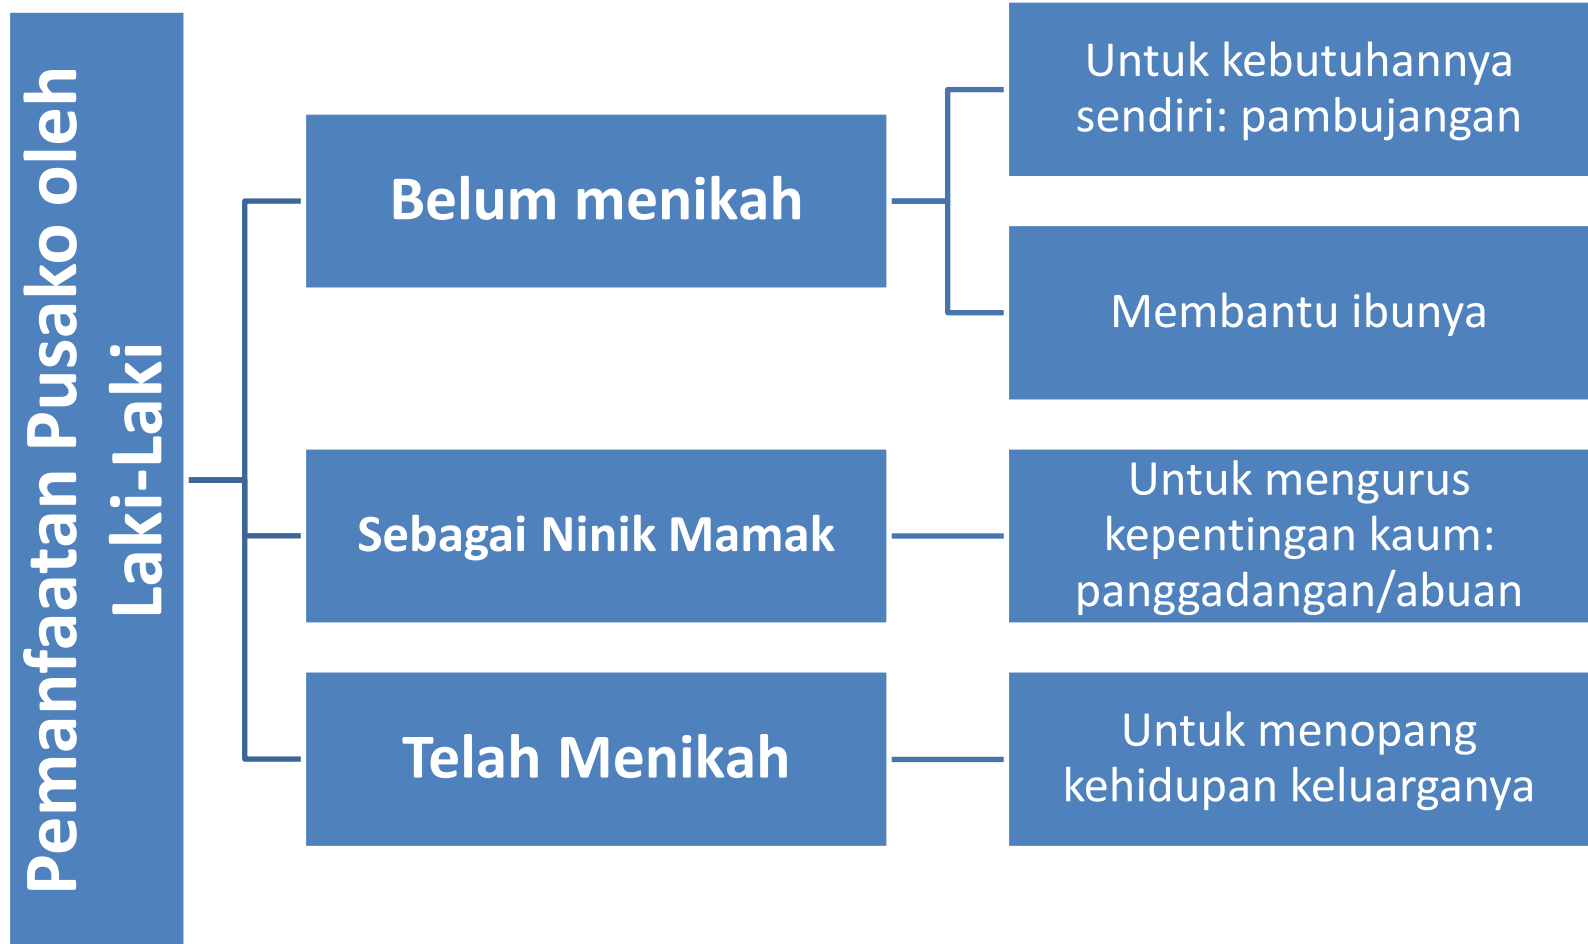 Pemanfaatan Pusako oleh
Laki-Laki
Belum menikah
Untuk kebutuhannya
sendiri: pambujangan
Membantu ibunya
Sebagai Ninik Mamak
Untuk mengurus
kepentingan kaum:
panggadangan/abuan
Telah Menikah
Untuk menopang
kehidupan keluarganya